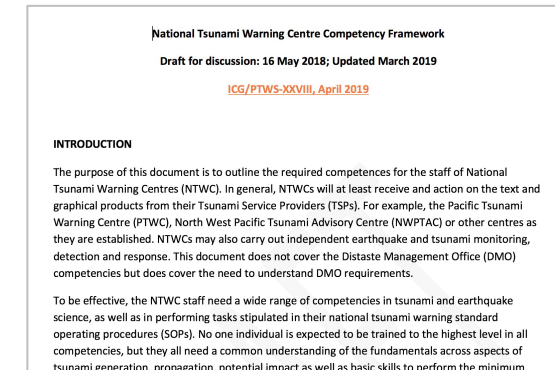 National Tsunami Warning Centre Competency Framework
Draft for discussion: 16 May 2018; Updated March 2019
ICG/PTWS-XXVIII, April 2019
INTRODUCTION
The purpose of this document is to outline the required competences for the staff of National
Tsunami Warning Centres (NTWC). In general, NTWCs will at least receive and action on the text and
graphical products from their Tsunami Service Providers (TSPs). For example, the Pacific Tsunami
Warning Centre (PTWC), North West Pacific Tsunami Advisory Centre (NWPTAC) or other centres as
they are established. NTWCs may also carry out independent earthquake and tsunami monitoring,
detection and response. This document does not cover the Distaste Management Office (DMO)
competencies but does cover the need to understand DMO requirements.
To be effective, the NTWC staff need a wide range of competencies in tsunami and earthquake
science, as well as in performing tasks stipulated in their national tsunami warning standard
operating procedures (SOPs). No one individual is expected to be trained to the highest level in all
competencies, but they all need a common understanding of the fundamentals across aspects of
tsunami generation, propagation, potential impact as well as basic skills to perform the minimum